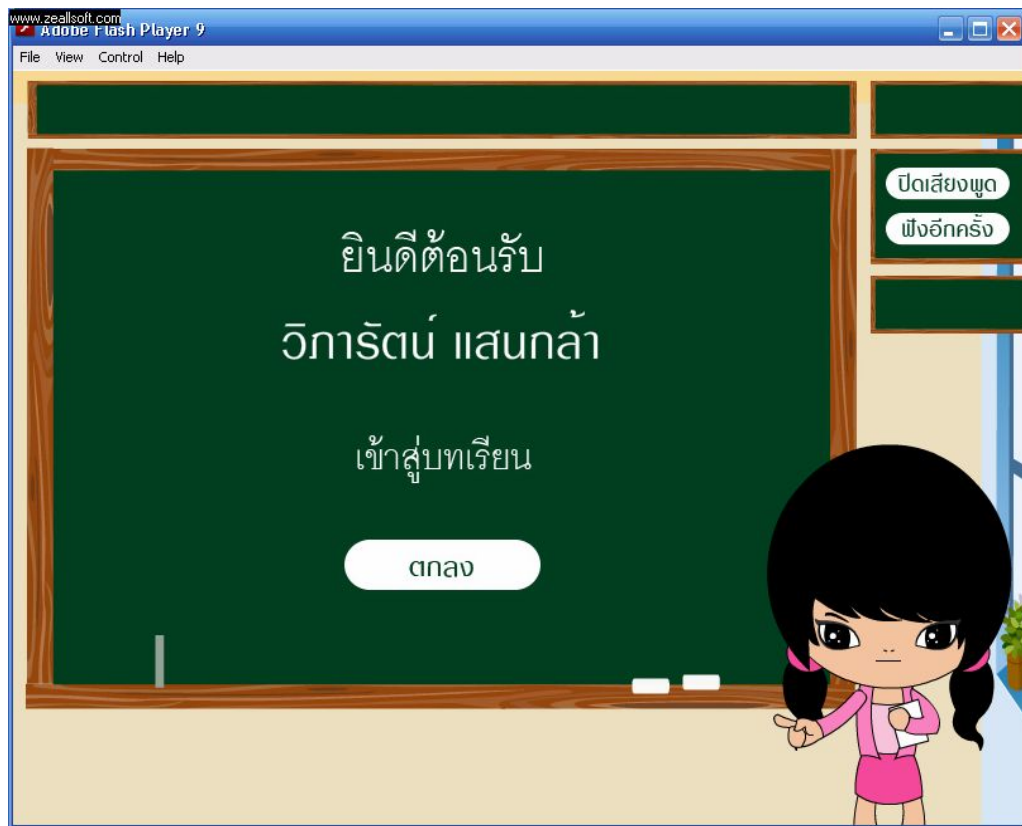 www.zeallsoft.com
Adobe Flash Player 9
File View Control Help
ปิดเสียงพูด
ฟังอีกครั้ง
ยินดีต้อนรับ
วิภารัตน์ แสนกล้า
เข้าสู่บทเรียน
ตกลง